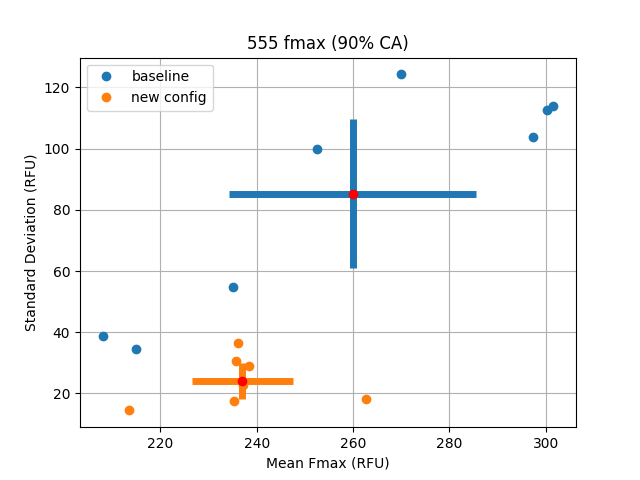 555 fmax (90% CA)
baseline
new config
120
100
80
60
40
20
Standard Deviation (RFU)
220 240 260 280 300
Mean Fmax (RFU)